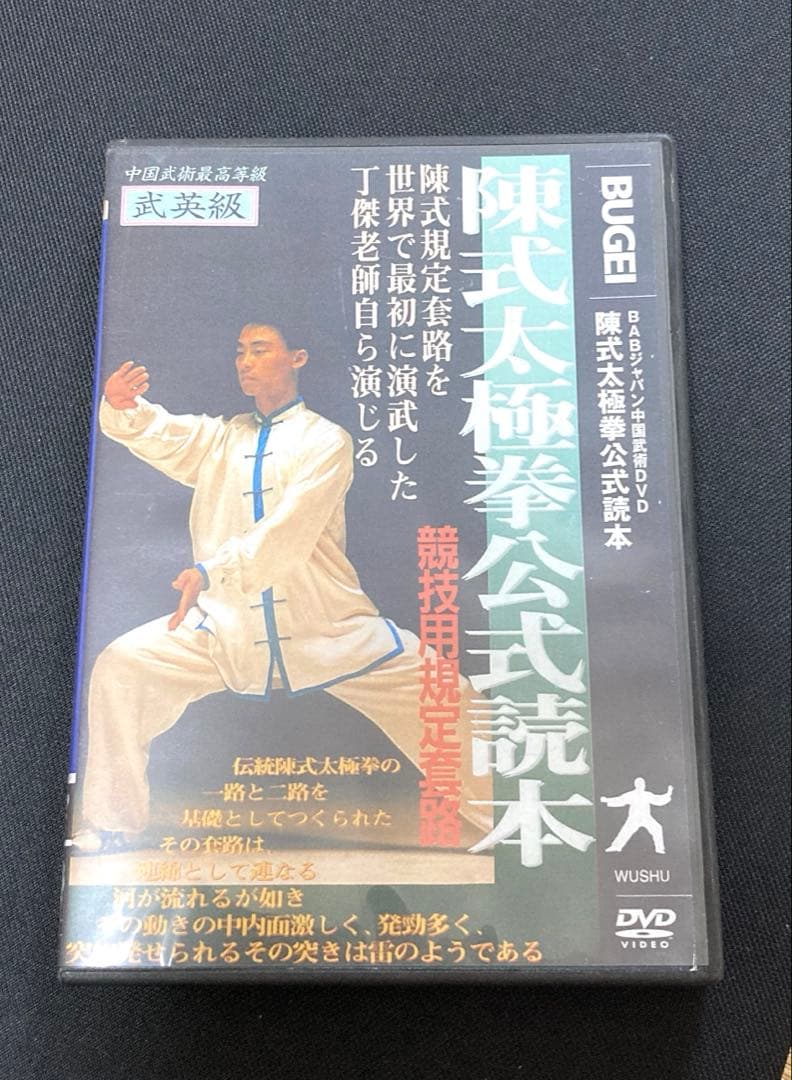 BUGEI
BABジャパン中国武術DVD
陳式太極拳公式読本
陳式太極拳公式読本
競技用規定套路
陳式規定套路を
世界で最初に演武した
丁傑老師自ら演じる
中国武術最高等級
武英級
伝統陳式太極拳の
一路と二路を
基礎としてつくられた
その套路は、
連綿として連なる
河が流れるが如き
の動きの中内面激しく、発勁多く、
せられるその突きは雷のようである
WUSHU
DVD
VIDEO